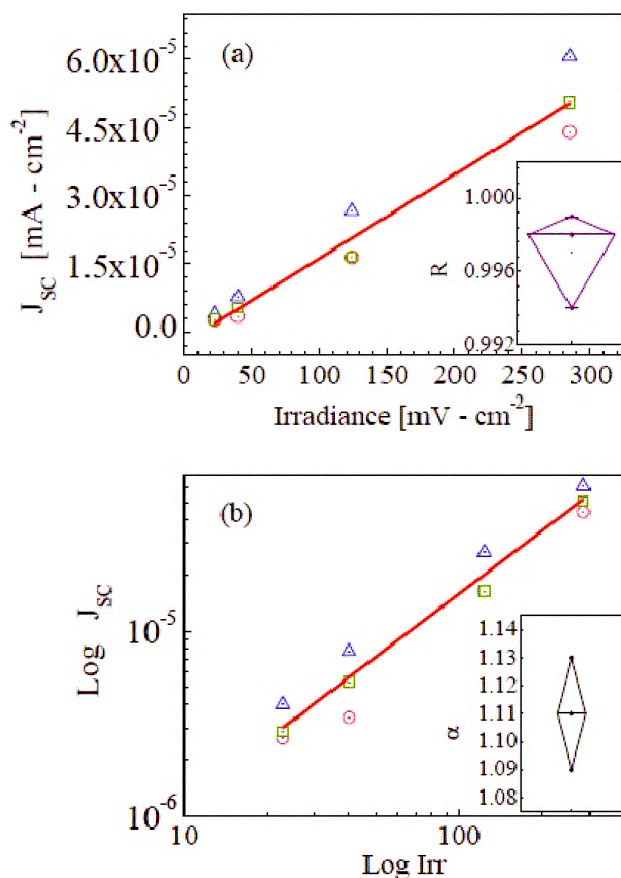 (a)
6.0x10-5
4.5x10-5
3.0x10-5
1.5x10-5
0.0
JSC [mA - cm-2]
0 50 100 150 200 250 300
Irradiance [mV - cm-2]
1.000
0.996
0.992
R
(b)
10-5
10-6
Log JSC
10 100
Log Irr
1.14
1.13
1.12
1.11
1.10
1.09
1.08
α